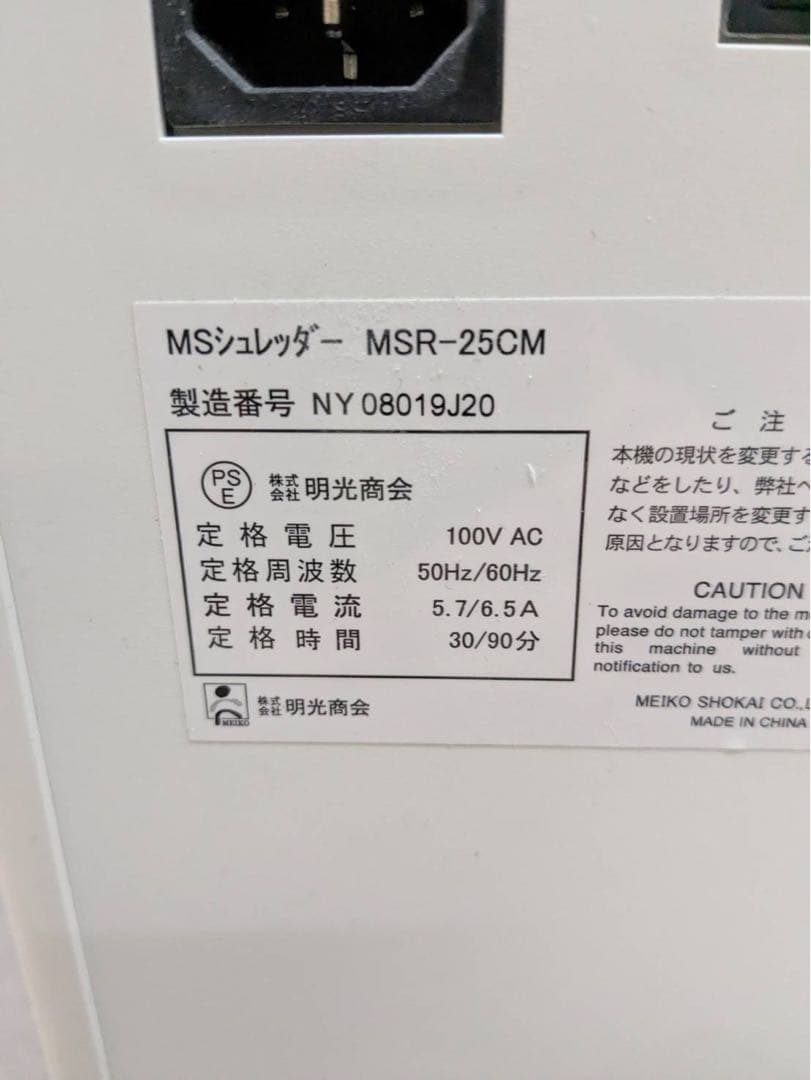 MSシュレッダー MSR-25CM
製造番号 NY 08019J20
PSE 株式会社 明光商会
定格電圧 100V AC
定格周波数 50Hz/60Hz
定格電流 5.7/6.5A
定格時間 30/90分
MEIKO 株式会社 明光商会
ご 注
本機の現状を変更する
などをしたり、弊社へ
なく設置場所を変更す
原因となりますので、ご
CAUTION
To avoid damage to the
please do not tamper with
this machine without
notification to us.
MEIKO SHOKAI CO.,
MADE IN CHINA